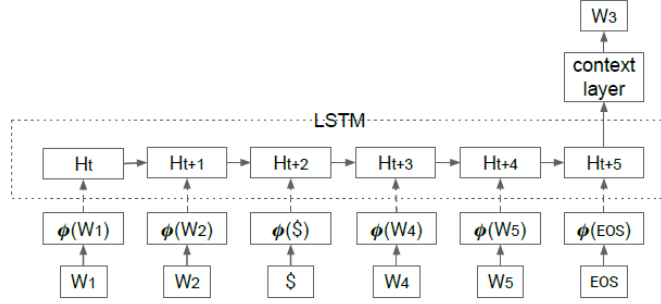 W3
context
layer
LSTM
Ht Ht+1 Ht+2 Ht+3 Ht+4 Ht+5
ϕ(W1) ϕ(W2) ϕ($) ϕ(W4) ϕ(W5) ϕ(EOS)
W1 W2 $ W4 W5 EOS